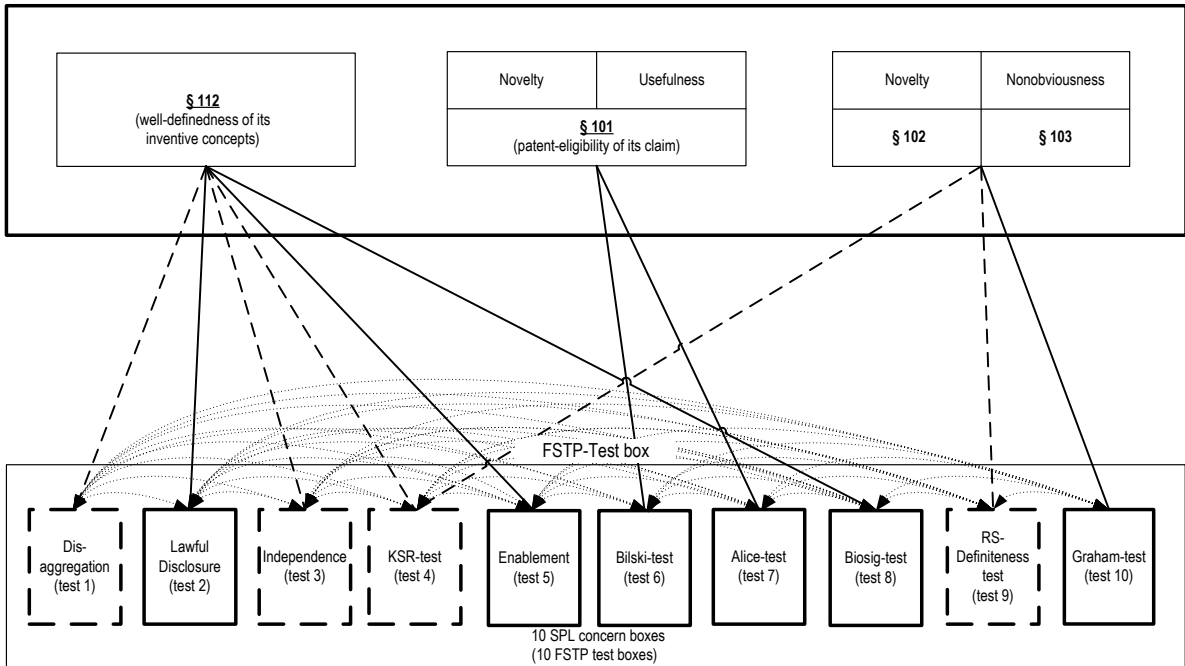 § 112
(well-definedness of its
inventive concepts)
Novelty
Usefulness
§ 101
(patent-eligibility of its claim)
Novelty
Nonobviousness
§ 102
§ 103
FSTP-Test box
Dis-
aggregation
(test 1)
Lawful
Disclosure
(test 2)
Independence
(test 3)
KSR-test
(test 4)
Enablement
(test 5)
Bilski-test
(test 6)
Alice-test
(test 7)
Biosig-test
(test 8)
RS-
Definiteness
test
(test 9)
Graham-test
(test 10)
10 SPL concern boxes
(10 FSTP test boxes)